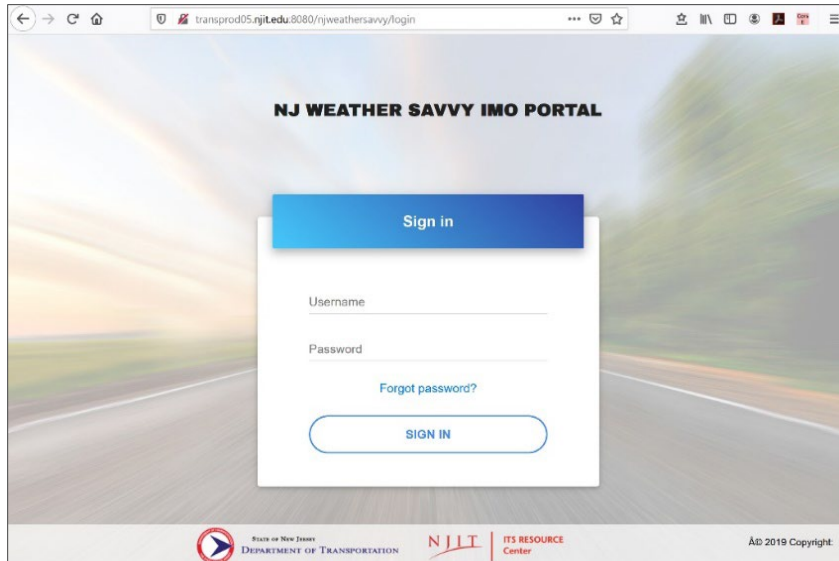 transprod05.njit.edu:8080/njweathersavvy/login
NJ WEATHER SAVVY IMO PORTAL
Sign in
Username
Password
Forgot password?
SIGN IN
STATE OF NEW JERSEY
DEPARTMENT OF TRANSPORTATION
NJIT
ITS RESOURCE
Center
Â© 2019 Copyright: